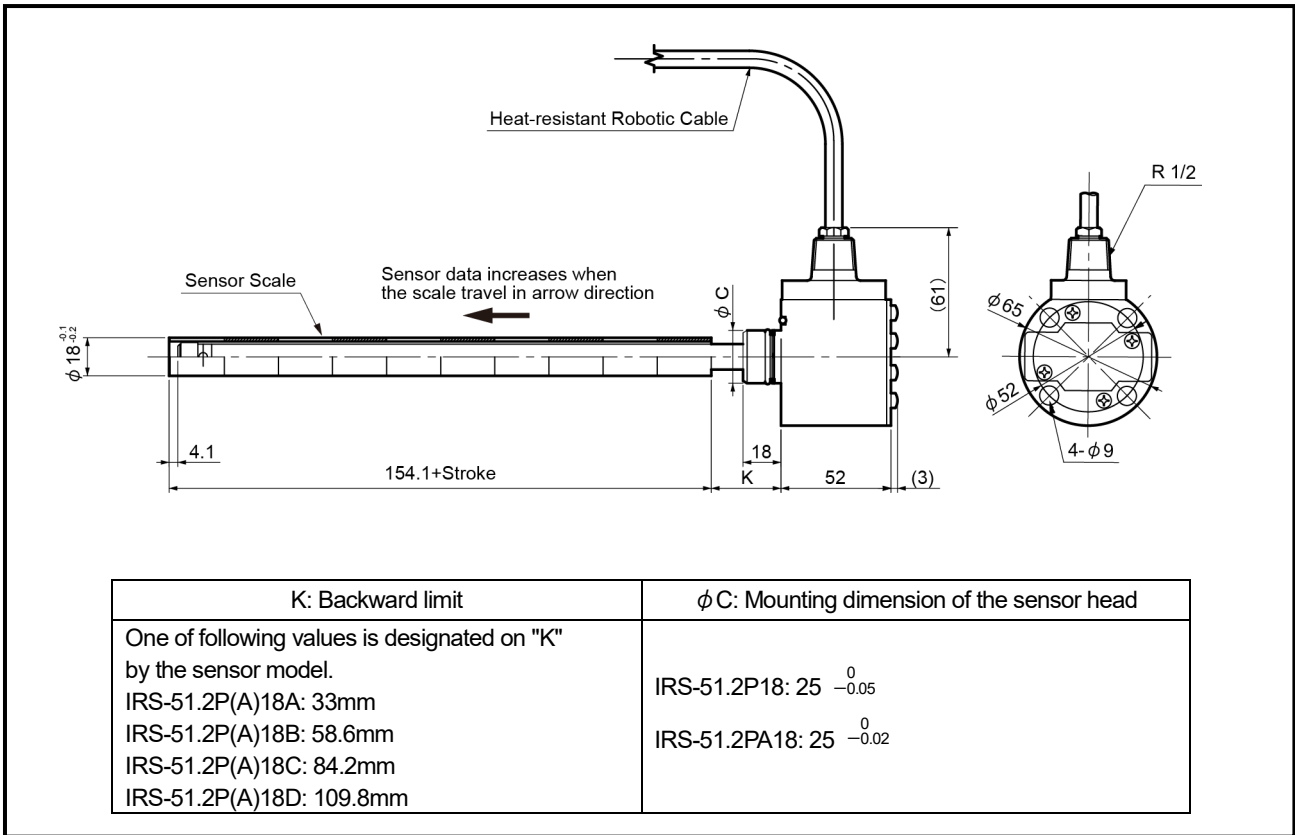 Heat-resistant Robotic Cable
R 1/2
Sensor Scale
Sensor data increases when
the scale travel in arrow direction
φ C
(61)
φ 65
φ 18 -0.1 -0.2
φ 52
4.1
18
4-φ 9
154.1+Stroke
K
52
(3)
K: Backward limit
φ C: Mounting dimension of the sensor head
One of following values is designated on "K"
by the sensor model.
IRS-51.2P(A)18A: 33mm
IRS-51.2P(A)18B: 58.6mm
IRS-51.2P(A)18C: 84.2mm
IRS-51.2P(A)18D: 109.8mm
IRS-51.2P18: 25 0 −0.05
IRS-51.2PA18: 25 0 −0.02